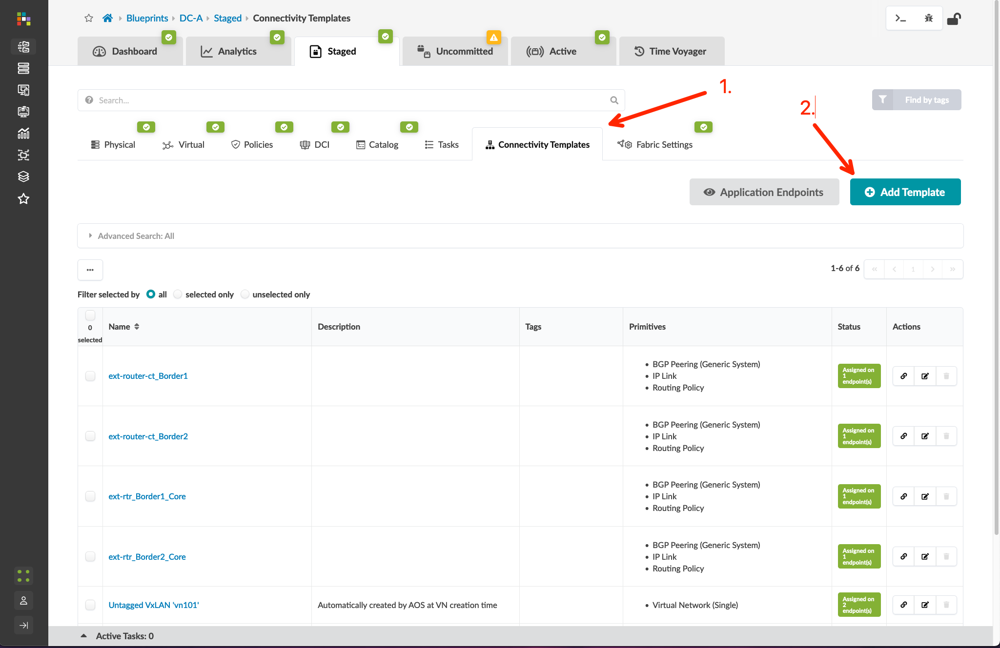 Blueprints DC-A Staged Connectivity Templates
Dashboard Analytics Staged Uncommitted Active Time Voyager
1.
Search...
Find by tags
2.
Physical Virtual Policies DCI Catalog Tasks Connectivity Templates Fabric Settings
Application Endpoints Add Template
Advanced Search: All
...
1-6 of 6 « < 1 > »
Filter selected by all selected only unselected only
0
selected
Name Description Tags Primitives Status Actions
ext-router-ct_Border1
• BGP Peering (Generic System)
• IP Link
• Routing Policy
Assigned on
1
endpoint(s)
ext-router-ct_Border2
• BGP Peering (Generic System)
• IP Link
• Routing Policy
Assigned on
1
endpoint(s)
ext-rtr_Border1_Core
• BGP Peering (Generic System)
• IP Link
• Routing Policy
Assigned on
1
endpoint(s)
ext-rtr_Border2_Core
• BGP Peering (Generic System)
• IP Link
• Routing Policy
Assigned on
1
endpoint(s)
Untagged VxLAN 'vn101' Automatically created by AOS at VN creation time • Virtual Network (Single)
Assigned on
2
endpoint(s)
Active Tasks: 0